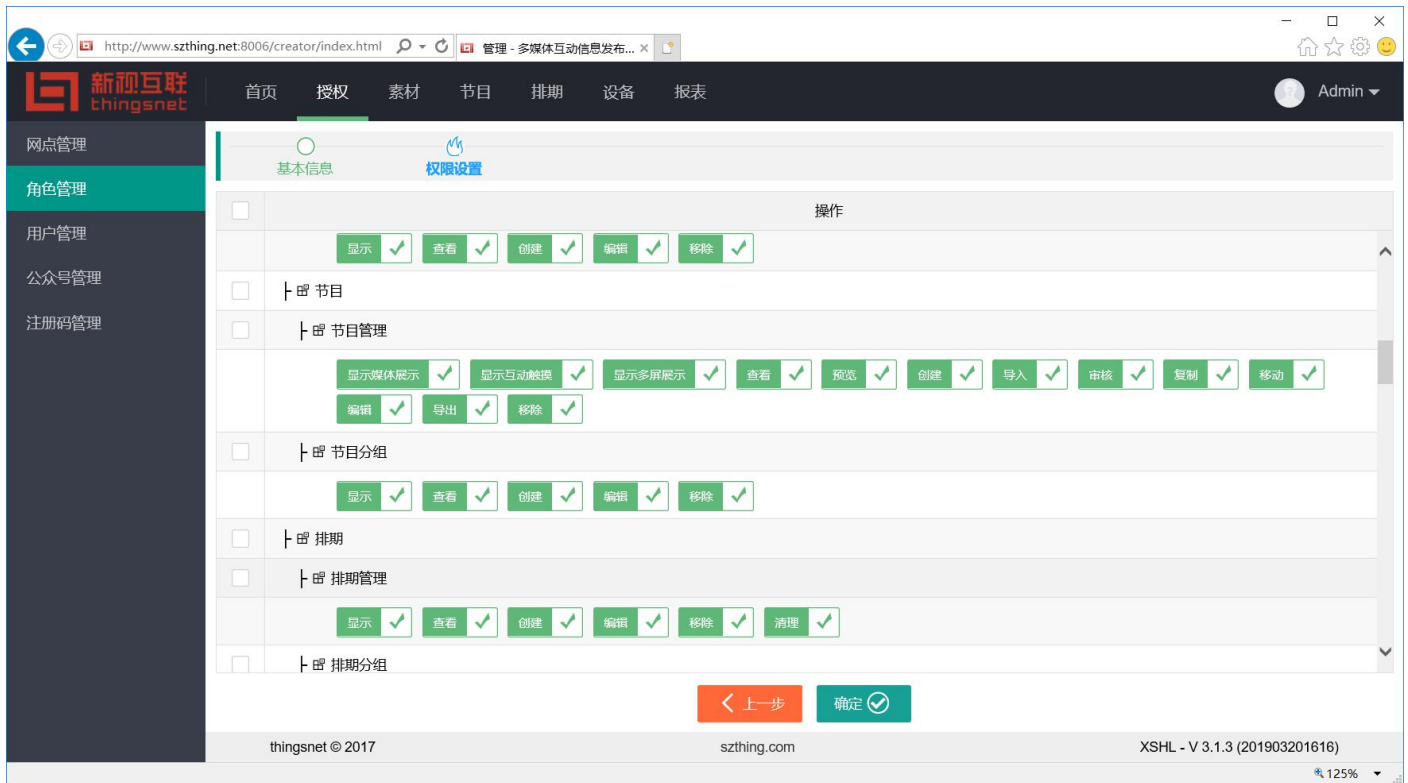 http://www.szthing.net:8006/creator/index.html
管理 - 多媒体互动信息发布...
新视互联
thingsnet
首页 授权 素材 节目 排期 设备 报表
Admin
网点管理
角色管理
用户管理
公众号管理
注册码管理
基本信息 权限设置
操作
显示 查看 创建 编辑 移除
节目
节目管理
显示媒体展示 显示互动触摸 显示多屏展示 查看 预览 创建 导入 审核 复制 移动
编辑 导出 移除
节目分组
显示 查看 创建 编辑 移除
排期
排期管理
显示 查看 创建 编辑 移除 清理
排期分组
上一步 确定
thingsnet © 2017 szthing.com XSHL - V 3.1.3 (201903201616)
125%